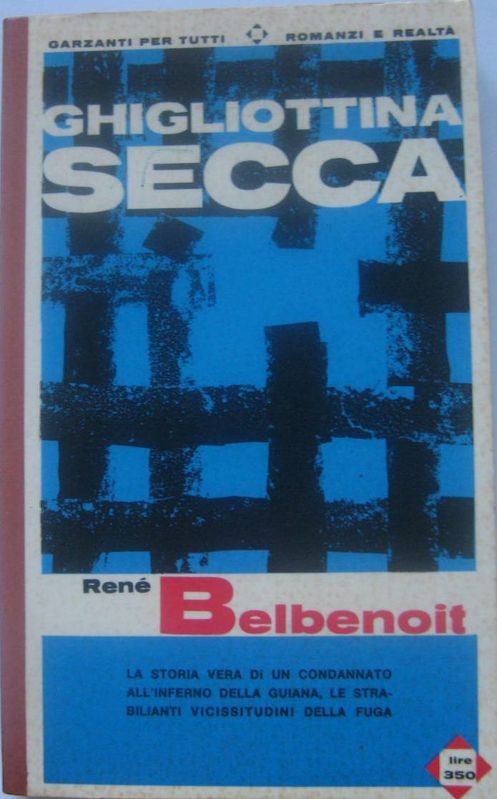 GARZANTI PER TUTTI ROMANZI E REALTÀ
GHIGLIOTTINA
SECCA
René
Belbenoit
LA STORIA VERA DI UN CONDANNATO
ALL'INFERNO DELLA GUIANA, LE STRA-
BILIANTI VICISSITUDINI DELLA FUGA
lire
350